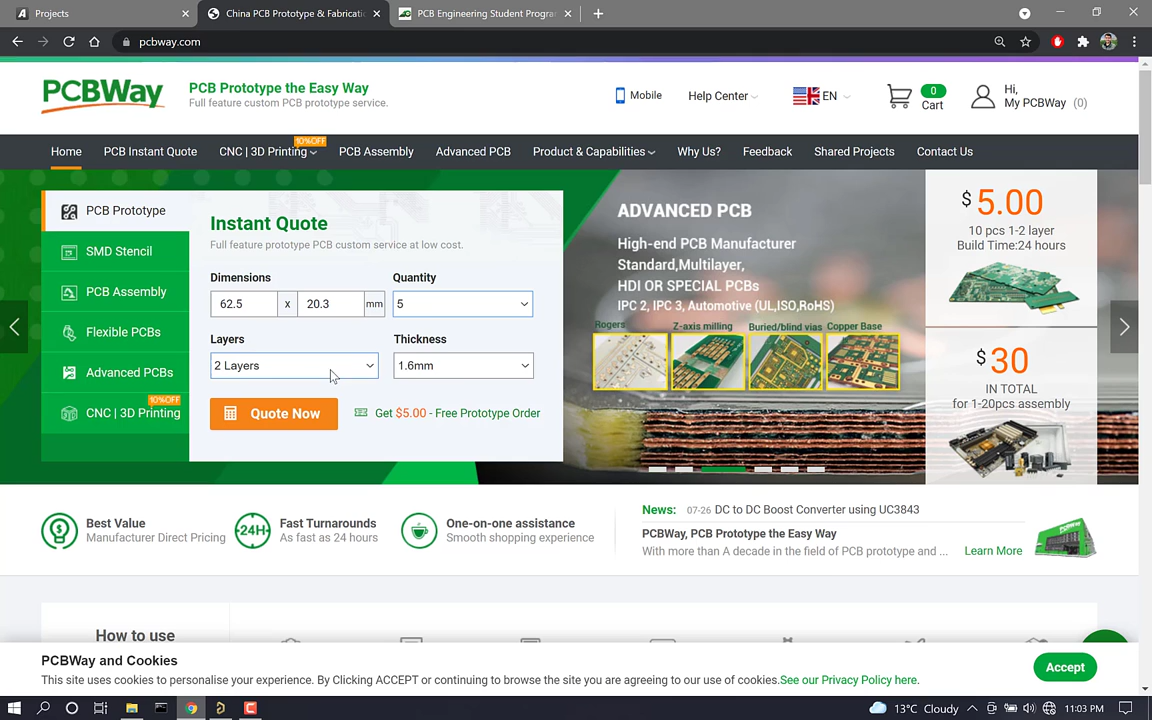 Projects
China PCB Prototype & Fabricati
PCB Engineering Student Progra
pcbway.com
PCBWay
PCB Prototype the Easy Way
Full feature custom PCB prototype service.
Mobile
Help Center
EN
0
Cart
Hi,
My PCBWay (0)
Home
PCB Instant Quote
CNC | 3D Printing
10%OFF
PCB Assembly
Advanced PCB
Product & Capabilities
Why Us?
Feedback
Shared Projects
Contact Us
PCB Prototype
SMD Stencil
PCB Assembly
Flexible PCBs
Advanced PCBs
10%OFF
CNC | 3D Printing
Instant Quote
Full feature prototype PCB custom service at low cost.
Dimensions
Quantity
62.5 x 20.3 mm
5
Layers
Thickness
2 Layers
1.6mm
Quote Now
Get $5.00 - Free Prototype Order
ADVANCED PCB
High-end PCB Manufacturer
Standard,Multilayer,
HDI OR SPECIAL PCBs
IPC 2, IPC 3, Automotive (UL,ISO,RoHS)
Rogers
Z-axis milling
Buried/blind vias
Copper Base
$5.00
10 pcs 1-2 layer
Build Time:24 hours
$30
IN TOTAL
for 1-20pcs assembly
Best Value
Manufacturer Direct Pricing
24H
Fast Turnarounds
As fast as 24 hours
One-on-one assistance
Smooth shopping experience
News: 07-26 DC to DC Boost Converter using UC3843
PCBWay, PCB Prototype the Easy Way
With more than A decade in the field of PCB prototype and ...
Learn More
How to use
PCBWay and Cookies
This site uses cookies to personalise your experience. By Clicking ACCEPT or continuing to browse the site you are agreeing to our use of cookies.See our Privacy Policy here.
Accept
13°C Cloudy
11:03 PM